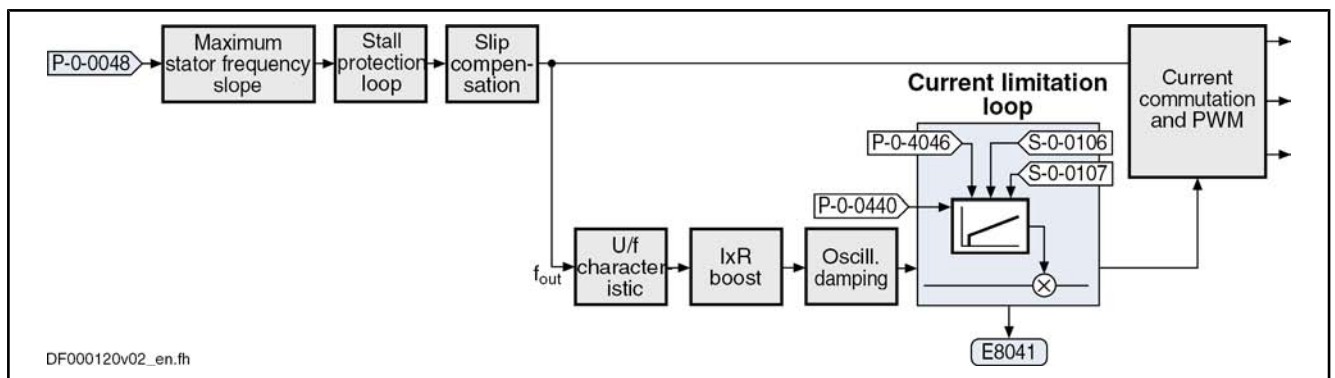 P-0-0048
Maximum
stator frequency
slope
Stall
protection
loop
Slip
compen-
sation
Current limitation
loop
Current
commutation
and PWM
P-0-4046
S-0-0106
S-0-0107
P-0-0440
f_out
U/f
character
istic
IxR
boost
Oscill.
damping
E8041
DF000120v02_en.fh